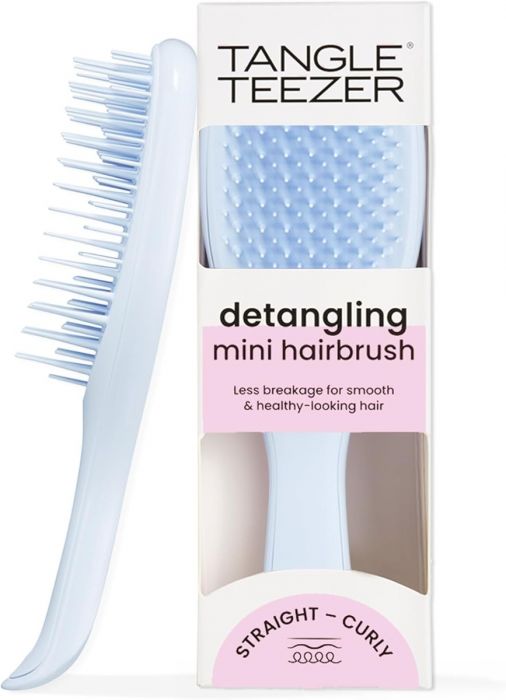 TANGLE®
TEEZER
detangling
mini hairbrush
Less breakage for smooth
& healthy-looking hair
STRAIGHT – CURLY